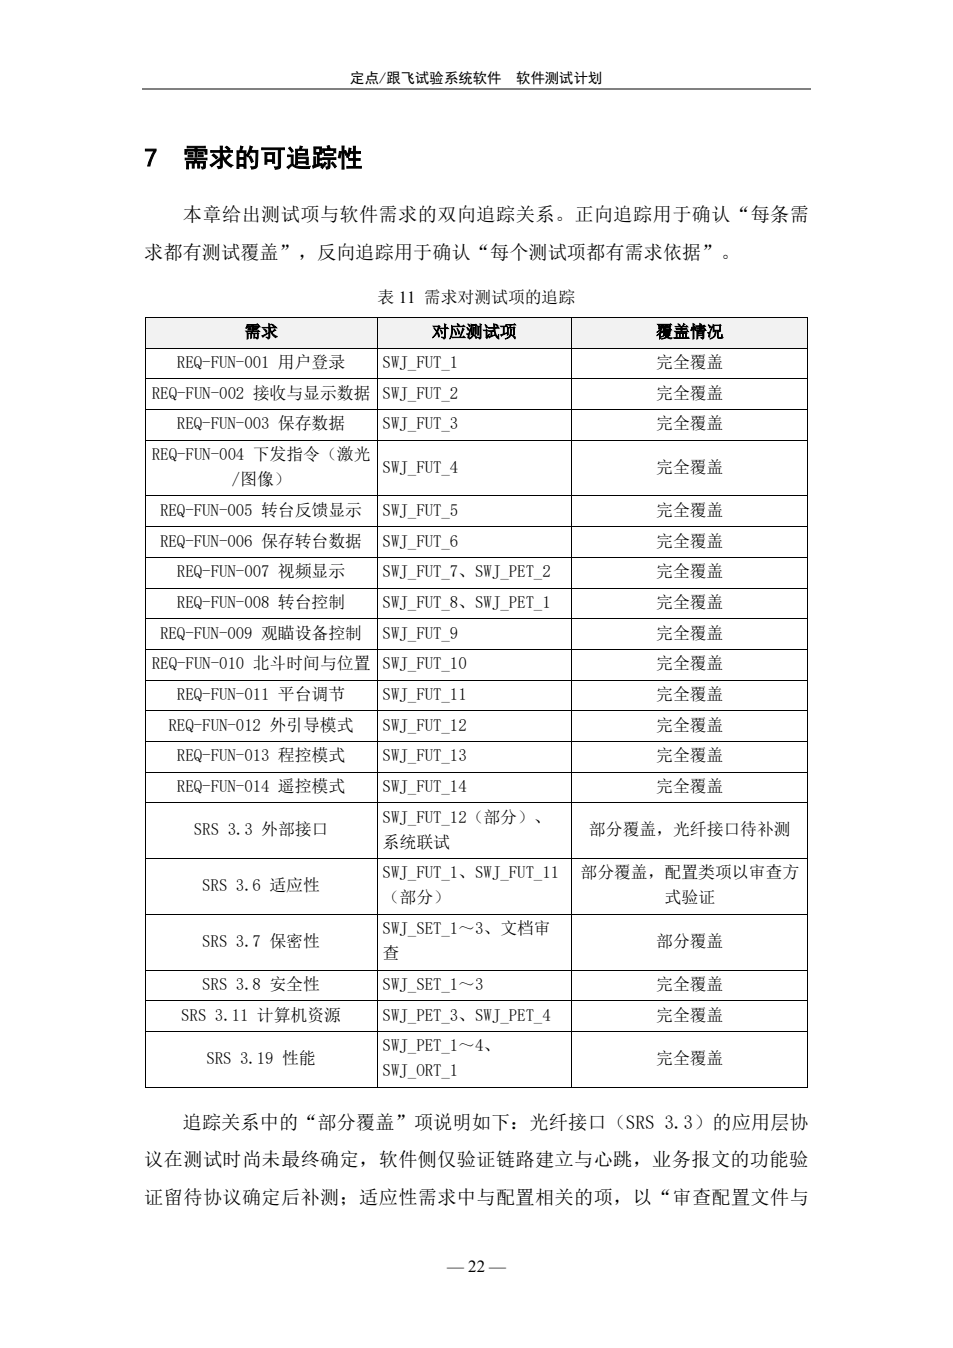 定点/跟飞试验系统软件　软件测试计划
7　需求的可追踪性
本章给出测试项与软件需求的双向追踪关系。正向追踪用于确认“每条需
求都有测试覆盖”，反向追踪用于确认“每个测试项都有需求依据”。
表 11 需求对测试项的追踪
需求 对应测试项 覆盖情况
REQ-FUN-001 用户登录 SWJ_FUT_1 完全覆盖
REQ-FUN-002 接收与显示数据 SWJ_FUT_2 完全覆盖
REQ-FUN-003 保存数据 SWJ_FUT_3 完全覆盖
REQ-FUN-004 下发指令（激光
/图像） SWJ_FUT_4 完全覆盖
REQ-FUN-005 转台反馈显示 SWJ_FUT_5 完全覆盖
REQ-FUN-006 保存转台数据 SWJ_FUT_6 完全覆盖
REQ-FUN-007 视频显示 SWJ_FUT_7、SWJ_PET_2 完全覆盖
REQ-FUN-008 转台控制 SWJ_FUT_8、SWJ_PET_1 完全覆盖
REQ-FUN-009 观瞄设备控制 SWJ_FUT_9 完全覆盖
REQ-FUN-010 北斗时间与位置 SWJ_FUT_10 完全覆盖
REQ-FUN-011 平台调节 SWJ_FUT_11 完全覆盖
REQ-FUN-012 外引导模式 SWJ_FUT_12 完全覆盖
REQ-FUN-013 程控模式 SWJ_FUT_13 完全覆盖
REQ-FUN-014 遥控模式 SWJ_FUT_14 完全覆盖
SRS 3.3 外部接口 SWJ_FUT_12（部分）、
系统联试 部分覆盖，光纤接口待补测
SRS 3.6 适应性 SWJ_FUT_1、SWJ_FUT_11
（部分） 部分覆盖，配置类项以审查方
式验证
SRS 3.7 保密性 SWJ_SET_1～3、文档审
查 部分覆盖
SRS 3.8 安全性 SWJ_SET_1～3 完全覆盖
SRS 3.11 计算机资源 SWJ_PET_3、SWJ_PET_4 完全覆盖
SRS 3.19 性能 SWJ_PET_1～4、
SWJ_ORT_1 完全覆盖
追踪关系中的“部分覆盖”项说明如下：光纤接口（SRS 3.3）的应用层协
议在测试时尚未最终确定，软件侧仅验证链路建立与心跳，业务报文的功能验
证留待协议确定后补测；适应性需求中与配置相关的项，以“审查配置文件与
— 22 —